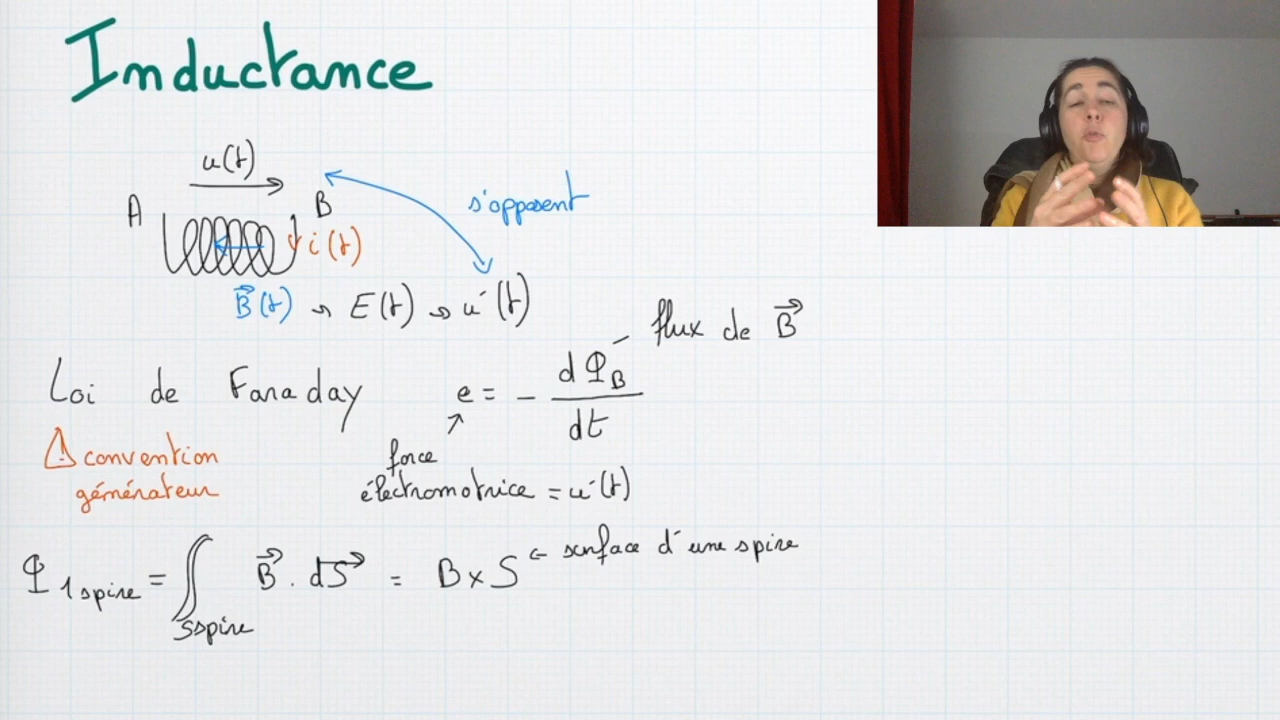 Inductance
u(t)
A
B
s'opposent
i(t)
B(t) → E(t) → u'(t)
flux de B
Loi de Faraday e = - dΦB/dt
⚠ convention
générateur
force
électromotrice = u'(t)
Φ1 spire = ∫Sspire B . dS = B x S ← surface d'une spire